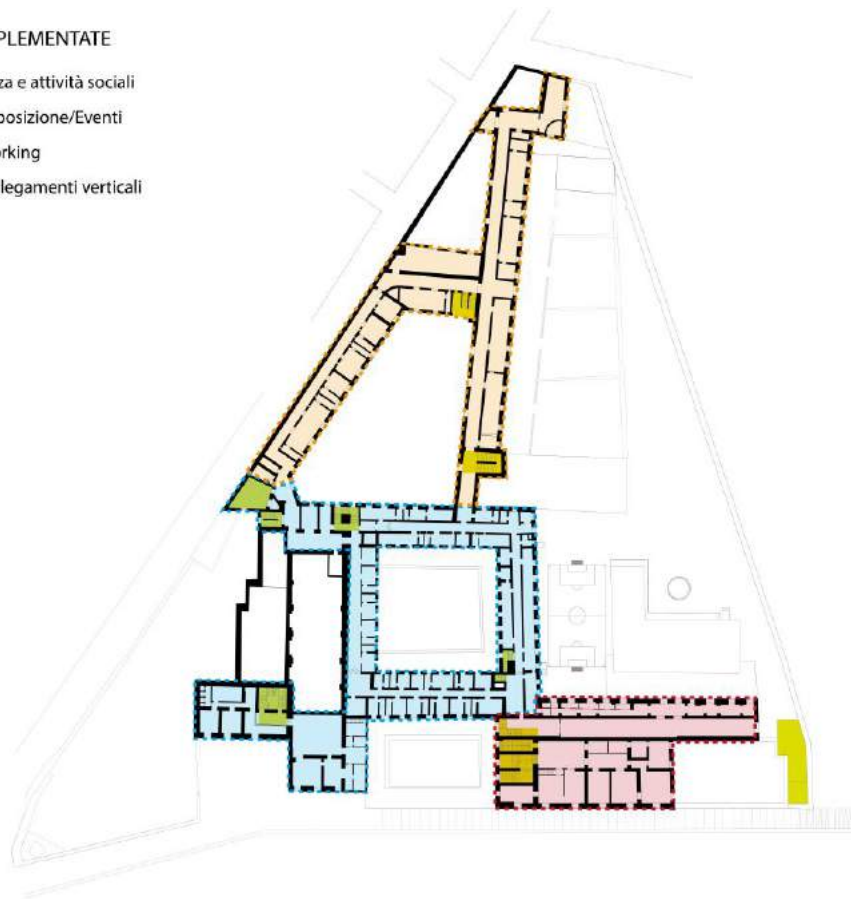 PLEMENTATE
za e attività sociali
posizione/Eventi
rking
legamenti verticali